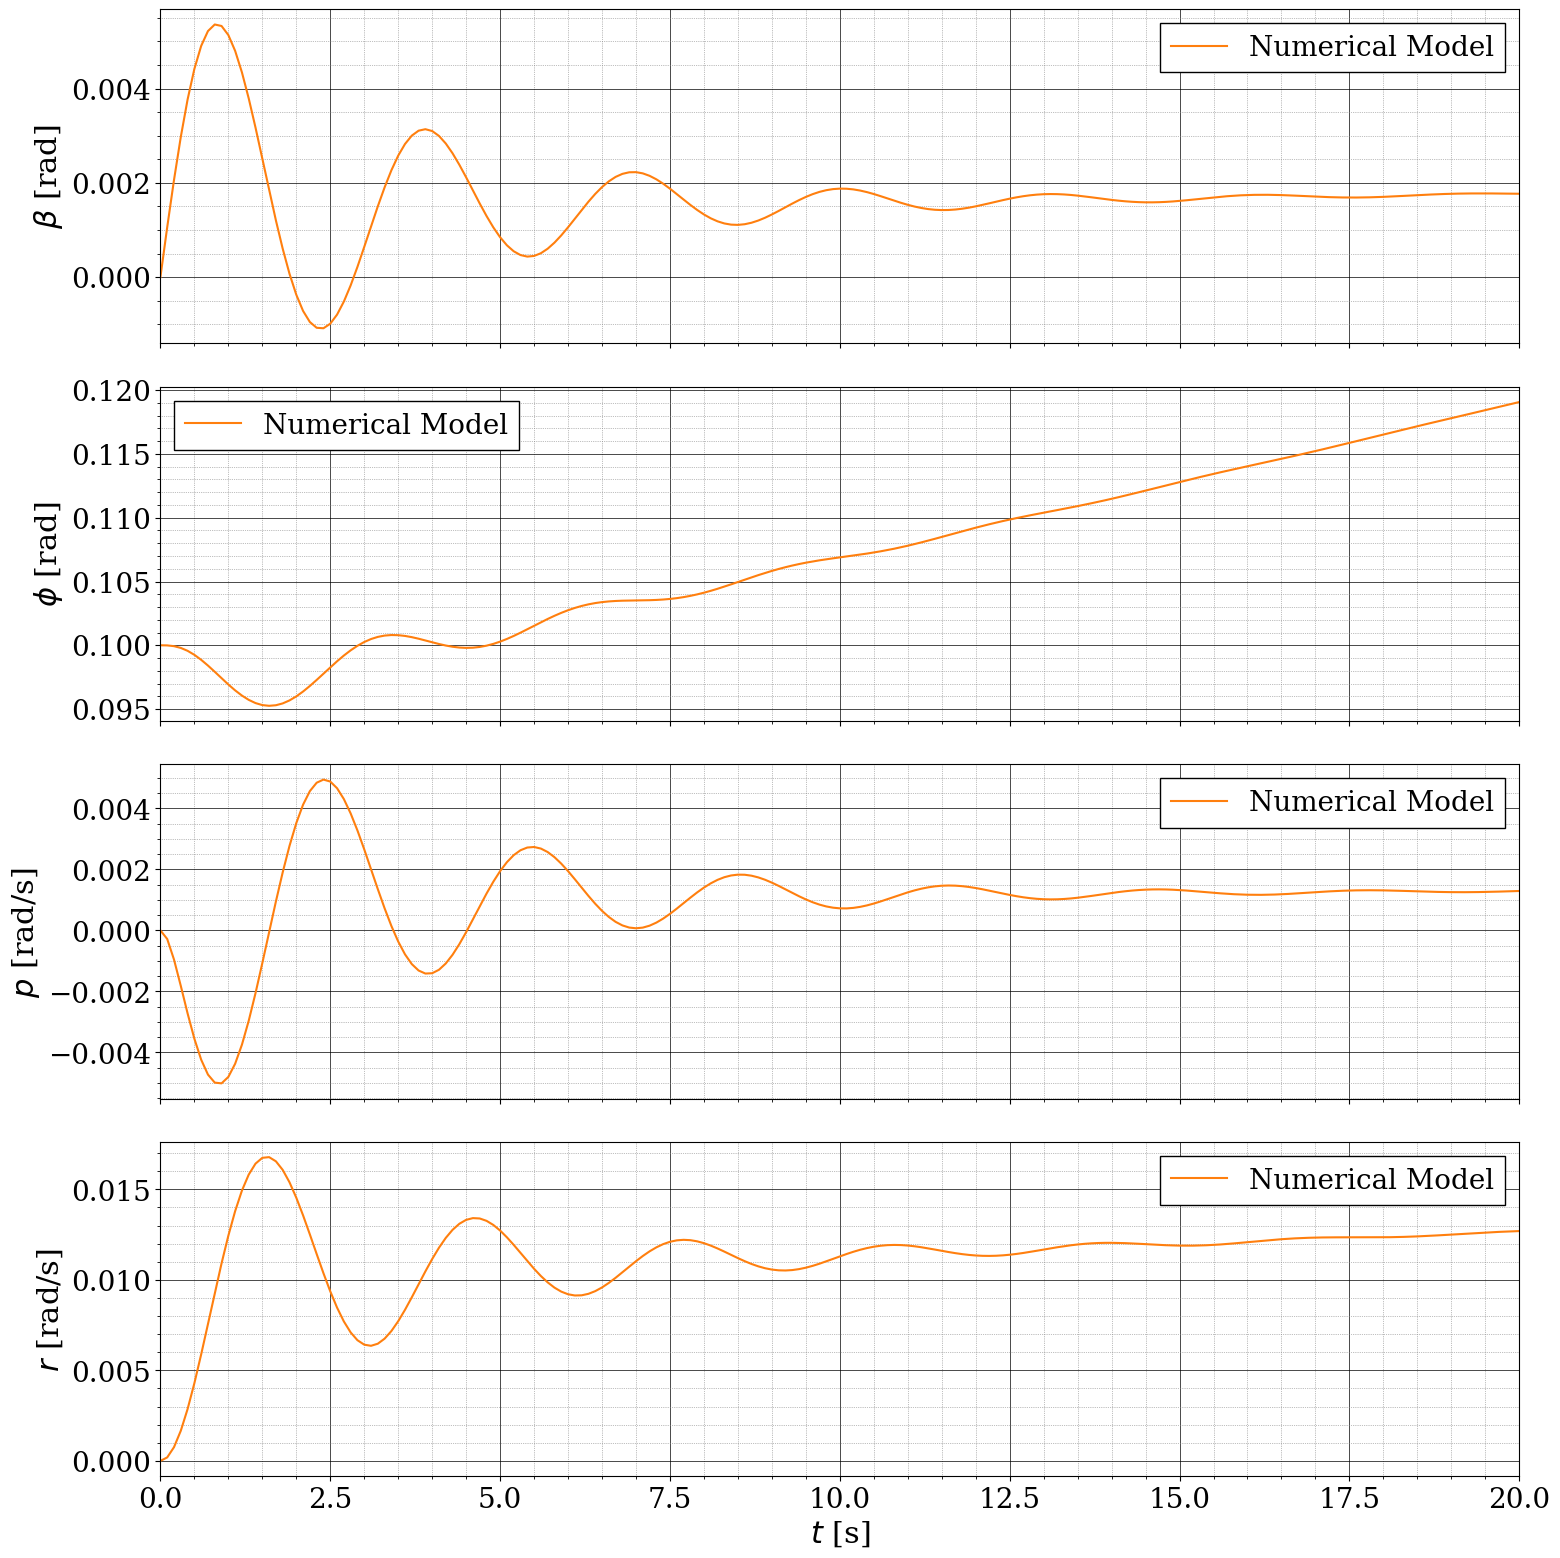 β [rad]
0.004
0.002
0.000
Numerical Model
ϕ [rad]
0.120
0.115
0.110
0.105
0.100
0.095
Numerical Model
p [rad/s]
0.004
0.002
0.000
−0.002
−0.004
Numerical Model
r [rad/s]
0.015
0.010
0.005
0.000
Numerical Model
0.0 2.5 5.0 7.5 10.0 12.5 15.0 17.5 20.0
t [s]